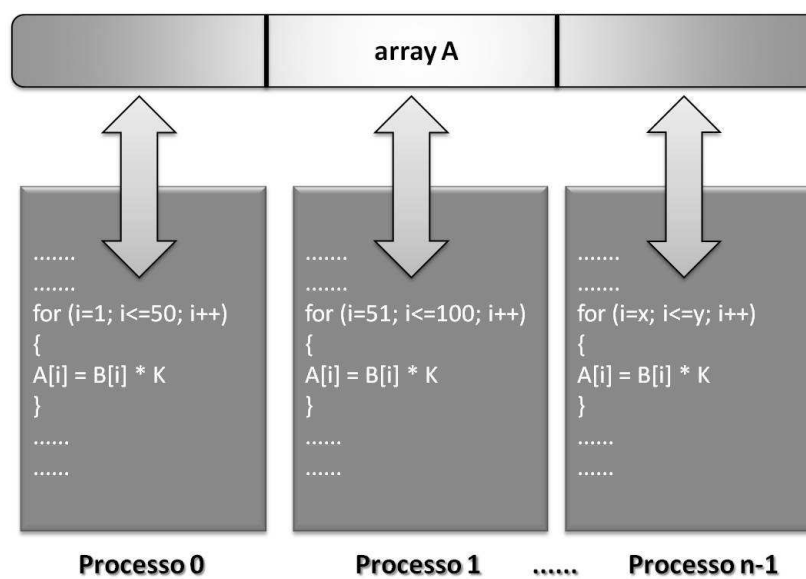 array A
.......
.......
for (i=1; i<=50; i++)
{
A[i] = B[i] * K
}
......
......
.......
.......
for (i=51; i<=100; i++)
{
A[i] = B[i] * K
}
......
......
.......
.......
for (i=x; i<=y; i++)
{
A[i] = B[i] * K
}
......
......
Processo 0 Processo 1 ...... Processo n-1